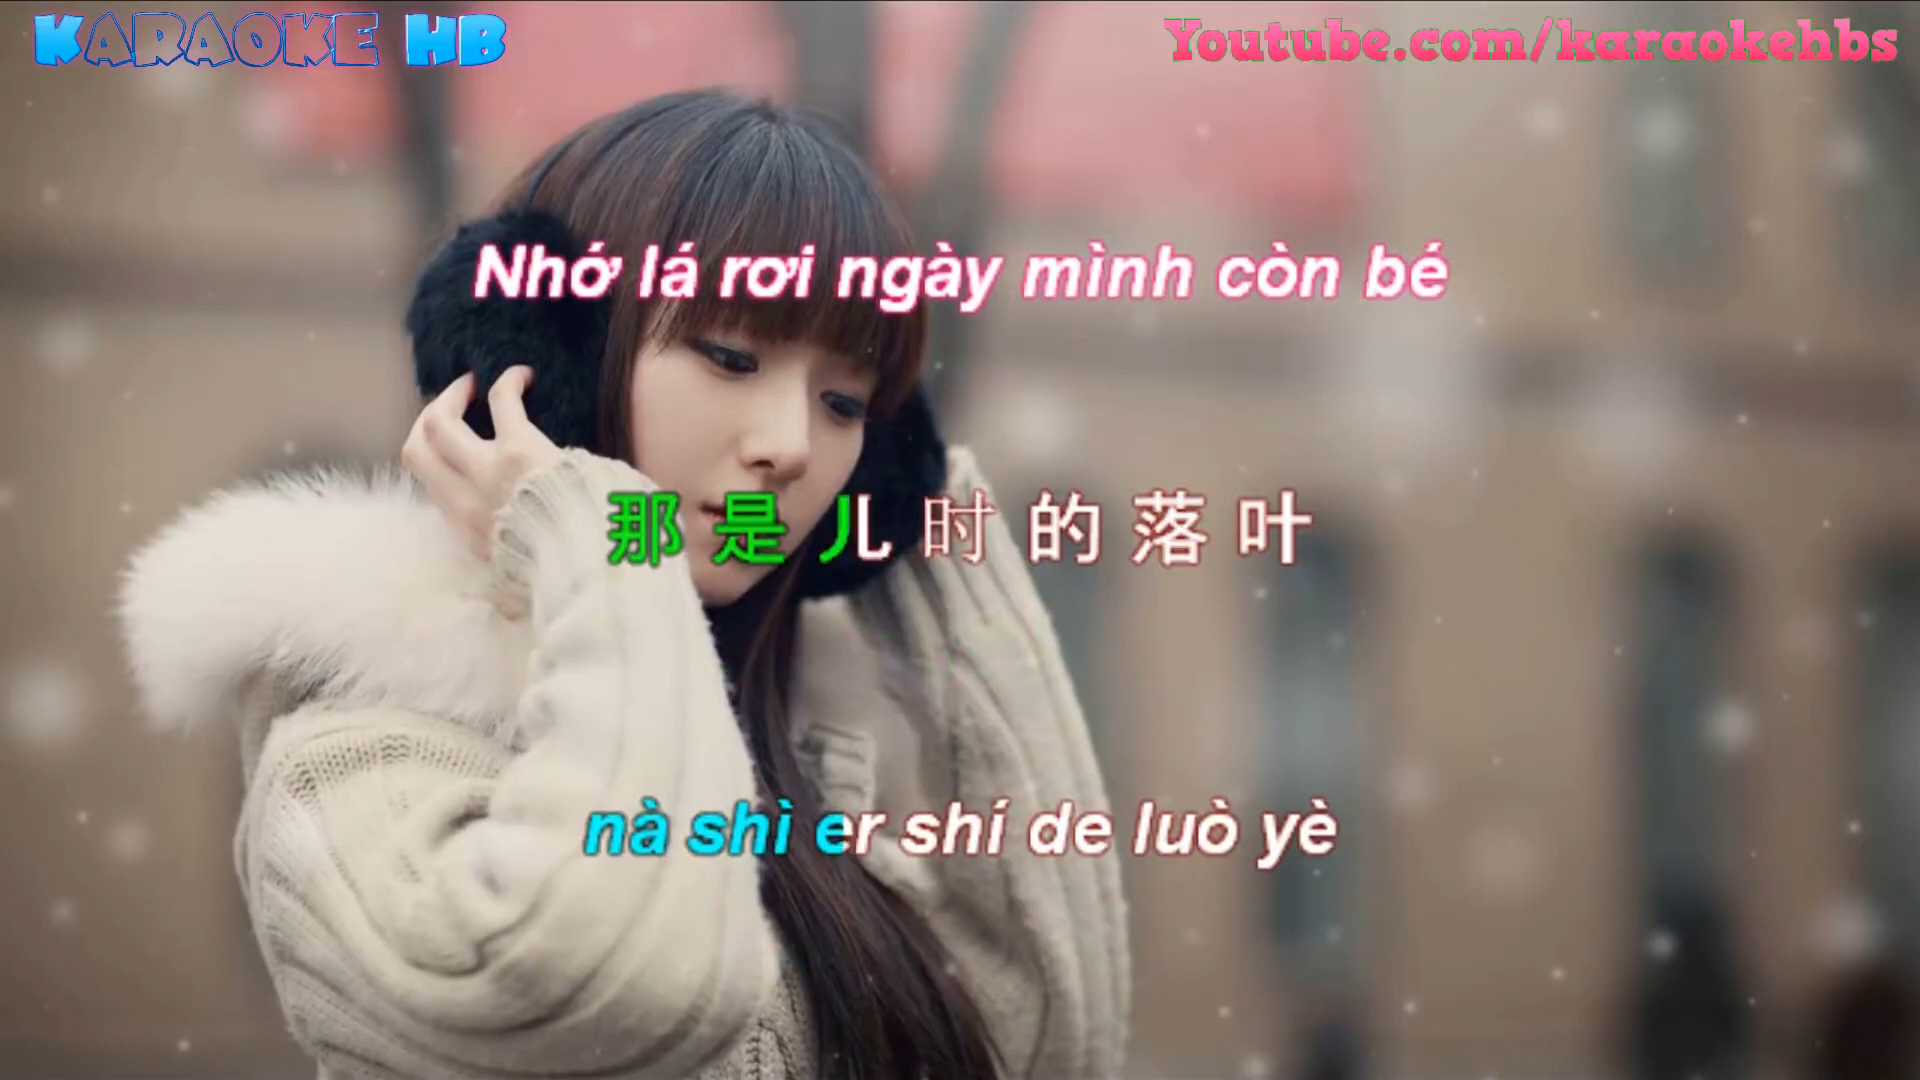 KARAOKE HB
Youtube.com/karaokehbs
Nhớ lá rơi ngày mình còn bé
那是儿时的落叶
nà shì er shí de luò yè